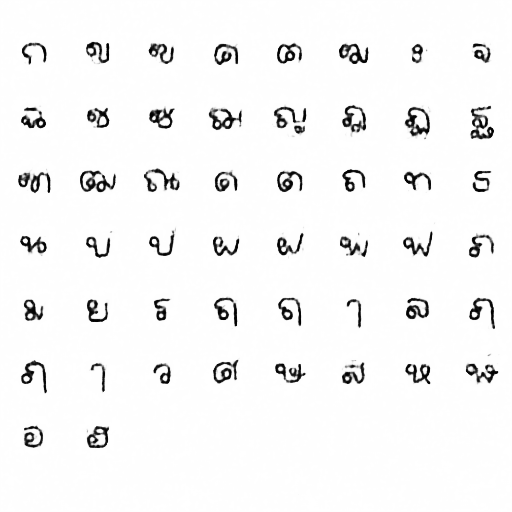 ก ข ฃ ค ฅ ฆ ง จ
ฉ ช ซ ฌ ญ ฎ ฏ ฐ
ฑ ฒ ณ ด ต ถ ท ธ
น บ ป ผ ฝ พ ฟ ภ
ม ย ร ฤ ฤ ๅ ล ฦ
ฦ ๅ ว ศ ษ ส ห ฬ
อ ฮ